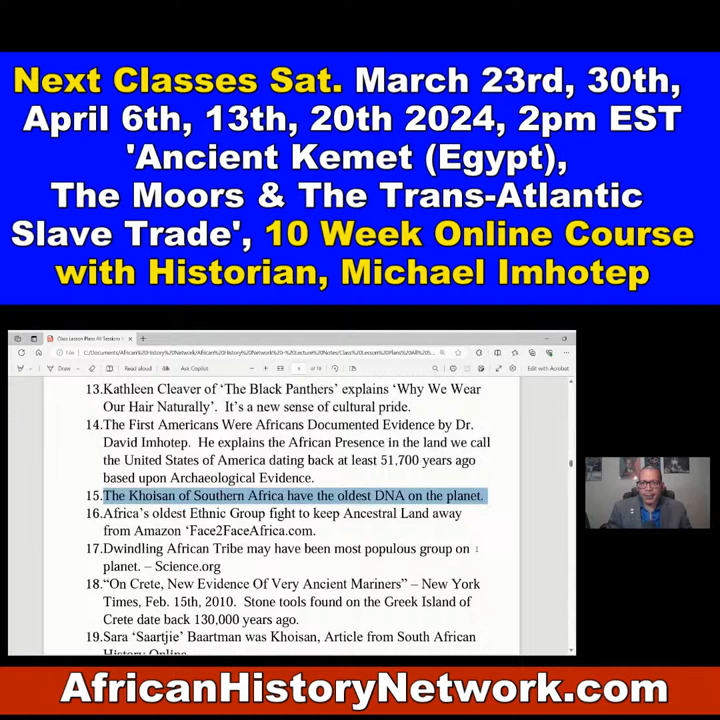 Next Classes Sat. March 23rd, 30th,
April 6th, 13th, 20th 2024, 2pm EST
'Ancient Kemet (Egypt),
The Moors & The Trans-Atlantic
Slave Trade', 10 Week Online Course
with Historian, Michael Imhotep
Draw
Read aloud
Ask Copilot
Edit with Acrobat
13.Kathleen Cleaver of 'The Black Panthers' explains 'Why We Wear
Our Hair Naturally'. It's a new sense of cultural pride.
14.The First Americans Were Africans Documented Evidence by Dr.
David Imhotep. He explains the African Presence in the land we call
the United States of America dating back at least 51,700 years ago
based upon Archaeological Evidence.
15.The Khoisan of Southern Africa have the oldest DNA on the planet.
16.Africa's oldest Ethnic Group fight to keep Ancestral Land away
from Amazon 'Face2FaceAfrica.com.
17.Dwindling African Tribe may have been most populous group on
planet. – Science.org
18."On Crete, New Evidence Of Very Ancient Mariners" – New York
Times, Feb. 15th, 2010. Stone tools found on the Greek Island of
Crete date back 130,000 years ago.
19.Sara 'Saartjie' Baartman was Khoisan, Article from South African
History Online
AfricanHistoryNetwork.com